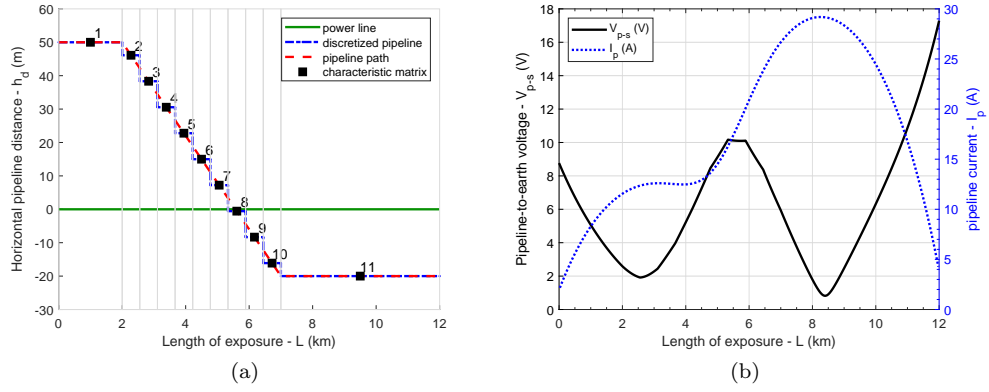 60
50
40
30
20
10
0
-10
-20
-30
Horizontal pipeline distance - h_d (m)
0 2 4 6 8 10 12
Length of exposure - L (km)
power line
discretized pipeline
pipeline path
characteristic matrix
1
2
3
4
5
6
7
8
9
10
11
(a)
18
16
14
12
10
8
6
4
2
0
Pipeline-to-earth voltage - V_p-s (V)
V_p-s (V)
I_p (A)
0 2 4 6 8 10 12
Length of exposure - L (km)
30
25
20
15
10
5
0
pipeline current - I_p (A)
(b)